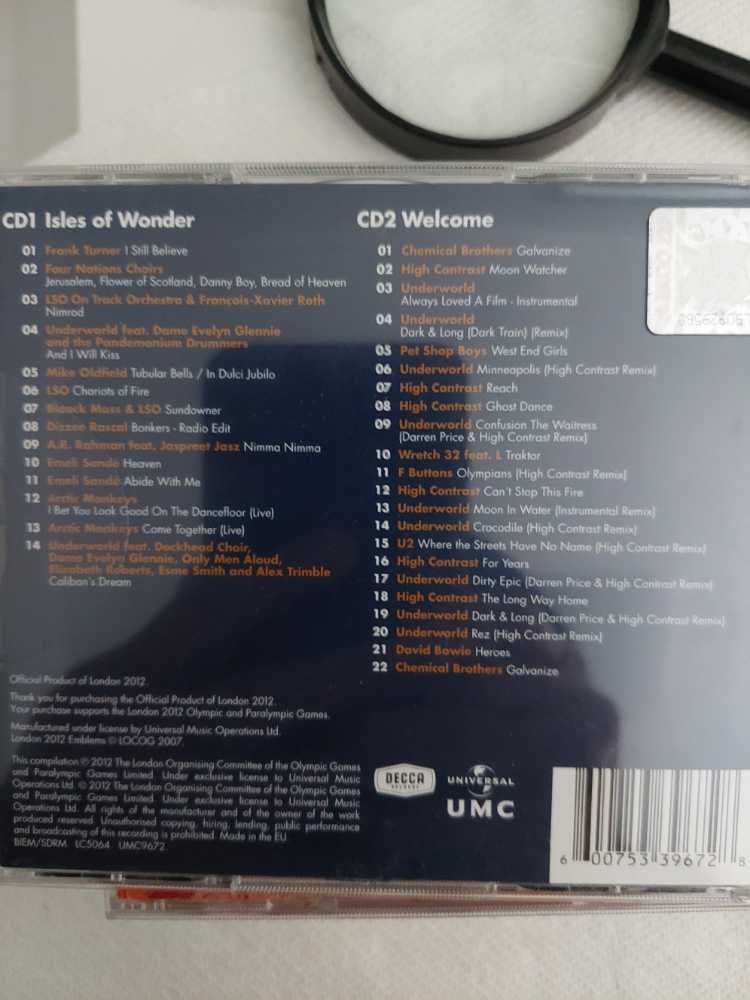 CD1 Isles of Wonder
01 Frank Turner I Still Believe
02 Four Nations Choirs
Jerusalem, Flower of Scotland, Danny Boy, Bread of Heaven
03 LSO On Track Orchestra & François-Xavier Roth
Nimrod
04 Underworld feat. Dame Evelyn Glennie
and the Pandemonium Drummers
And I Will Kiss
05 Mike Oldfield Tubular Bells / In Dulci Jubilo
06 LSO Chariots of Fire
07 Blanck Mass & LSO Sundowner
08 Dizzee Rascal Bonkers - Radio Edit
09 A.R. Rahman feat. Jaspreet Jasz Nimma Nimma
10 Emeli Sandé Heaven
11 Emeli Sandé Abide With Me
12 Arctic Monkeys
I Bet You Look Good On The Dancefloor (Live)
13 Arctic Monkeys Come Together (Live)
14 Underworld feat. Dockhead Choir,
Dame Evelyn Glennie, Only Men Aloud,
Elizabeth Roberts, Esme Smith and Alex Trimble
Caliban's Dream
CD2 Welcome
01 Chemical Brothers Galvanize
02 High Contrast Moon Watcher
03 Underworld
Always Loved A Film - Instrumental
04 Underworld
Dark & Long (Dark Train) (Remix)
05 Pet Shop Boys West End Girls
06 Underworld Minneapolis (High Contrast Remix)
07 High Contrast Reach
08 High Contrast Ghost Dance
09 Underworld Confusion The Waitress
(Darren Price & High Contrast Remix)
10 Wretch 32 feat. L Traktor
11 F Buttons Olympians (High Contrast Remix)
12 High Contrast Can't Stop This Fire
13 Underworld Moon In Water (Instrumental Remix)
14 Underworld Crocodile (High Contrast Remix)
15 U2 Where the Streets Have No Name (High Contrast Remix)
16 High Contrast For Years
17 Underworld Dirty Epic (Darren Price & High Contrast Remix)
18 High Contrast The Long Way Home
19 Underworld Dark & Long (Darren Price & High Contrast Remix)
20 Underworld Rez (High Contrast Remix)
21 David Bowie Heroes
22 Chemical Brothers Galvanize
Official Product of London 2012.
Thank you for purchasing the Official Product of London 2012.
Your purchase supports the London 2012 Olympic and Paralympic Games.
Manufactured under license by Universal Music Operations Ltd.
London 2012 Emblems © LOCOG 2007.
This compilation ℗ 2012 The London Organising Committee of the Olympic Games
and Paralympic Games Limited. Under exclusive license to Universal Music
Operations Ltd. © 2012 The London Organising Committee of the Olympic Games
and Paralympic Games Limited. Under exclusive license to Universal Music
Operations Ltd. All rights of the manufacturer and of the owner of the work
produced reserved. Unauthorised copying, hiring, lending, public performance
and broadcasting of this recording is prohibited. Made in the EU.
BIEM/SDRM. LC5064. UMC9672.
DECCA
RECORDS
UNIVERSAL
UMC
6 00753 39672 8